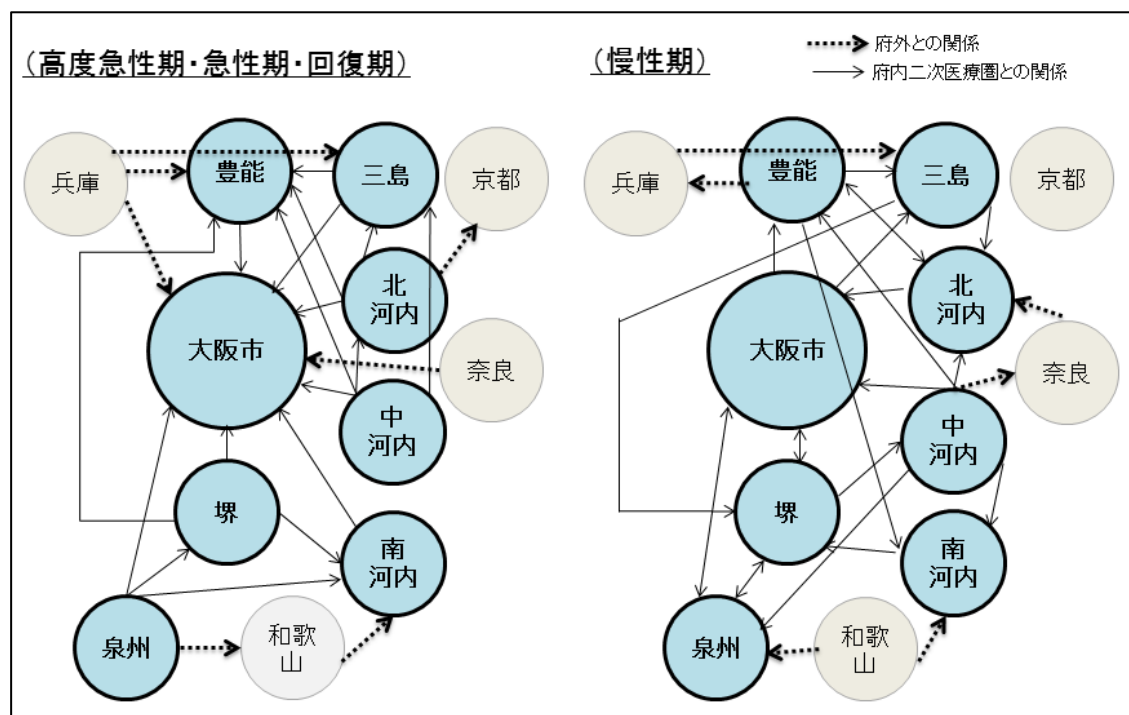 (高度急性期・急性期・回復期)
兵庫
豊能
三島
京都
北
河内
大阪市
奈良
中
河内
堺
南
河内
泉州
和歌
山
(慢性期)
府外との関係
府内二次医療圏との関係
兵庫
豊能
三島
京都
北
河内
大阪市
奈良
中
河内
堺
南
河内
泉州
和歌
山